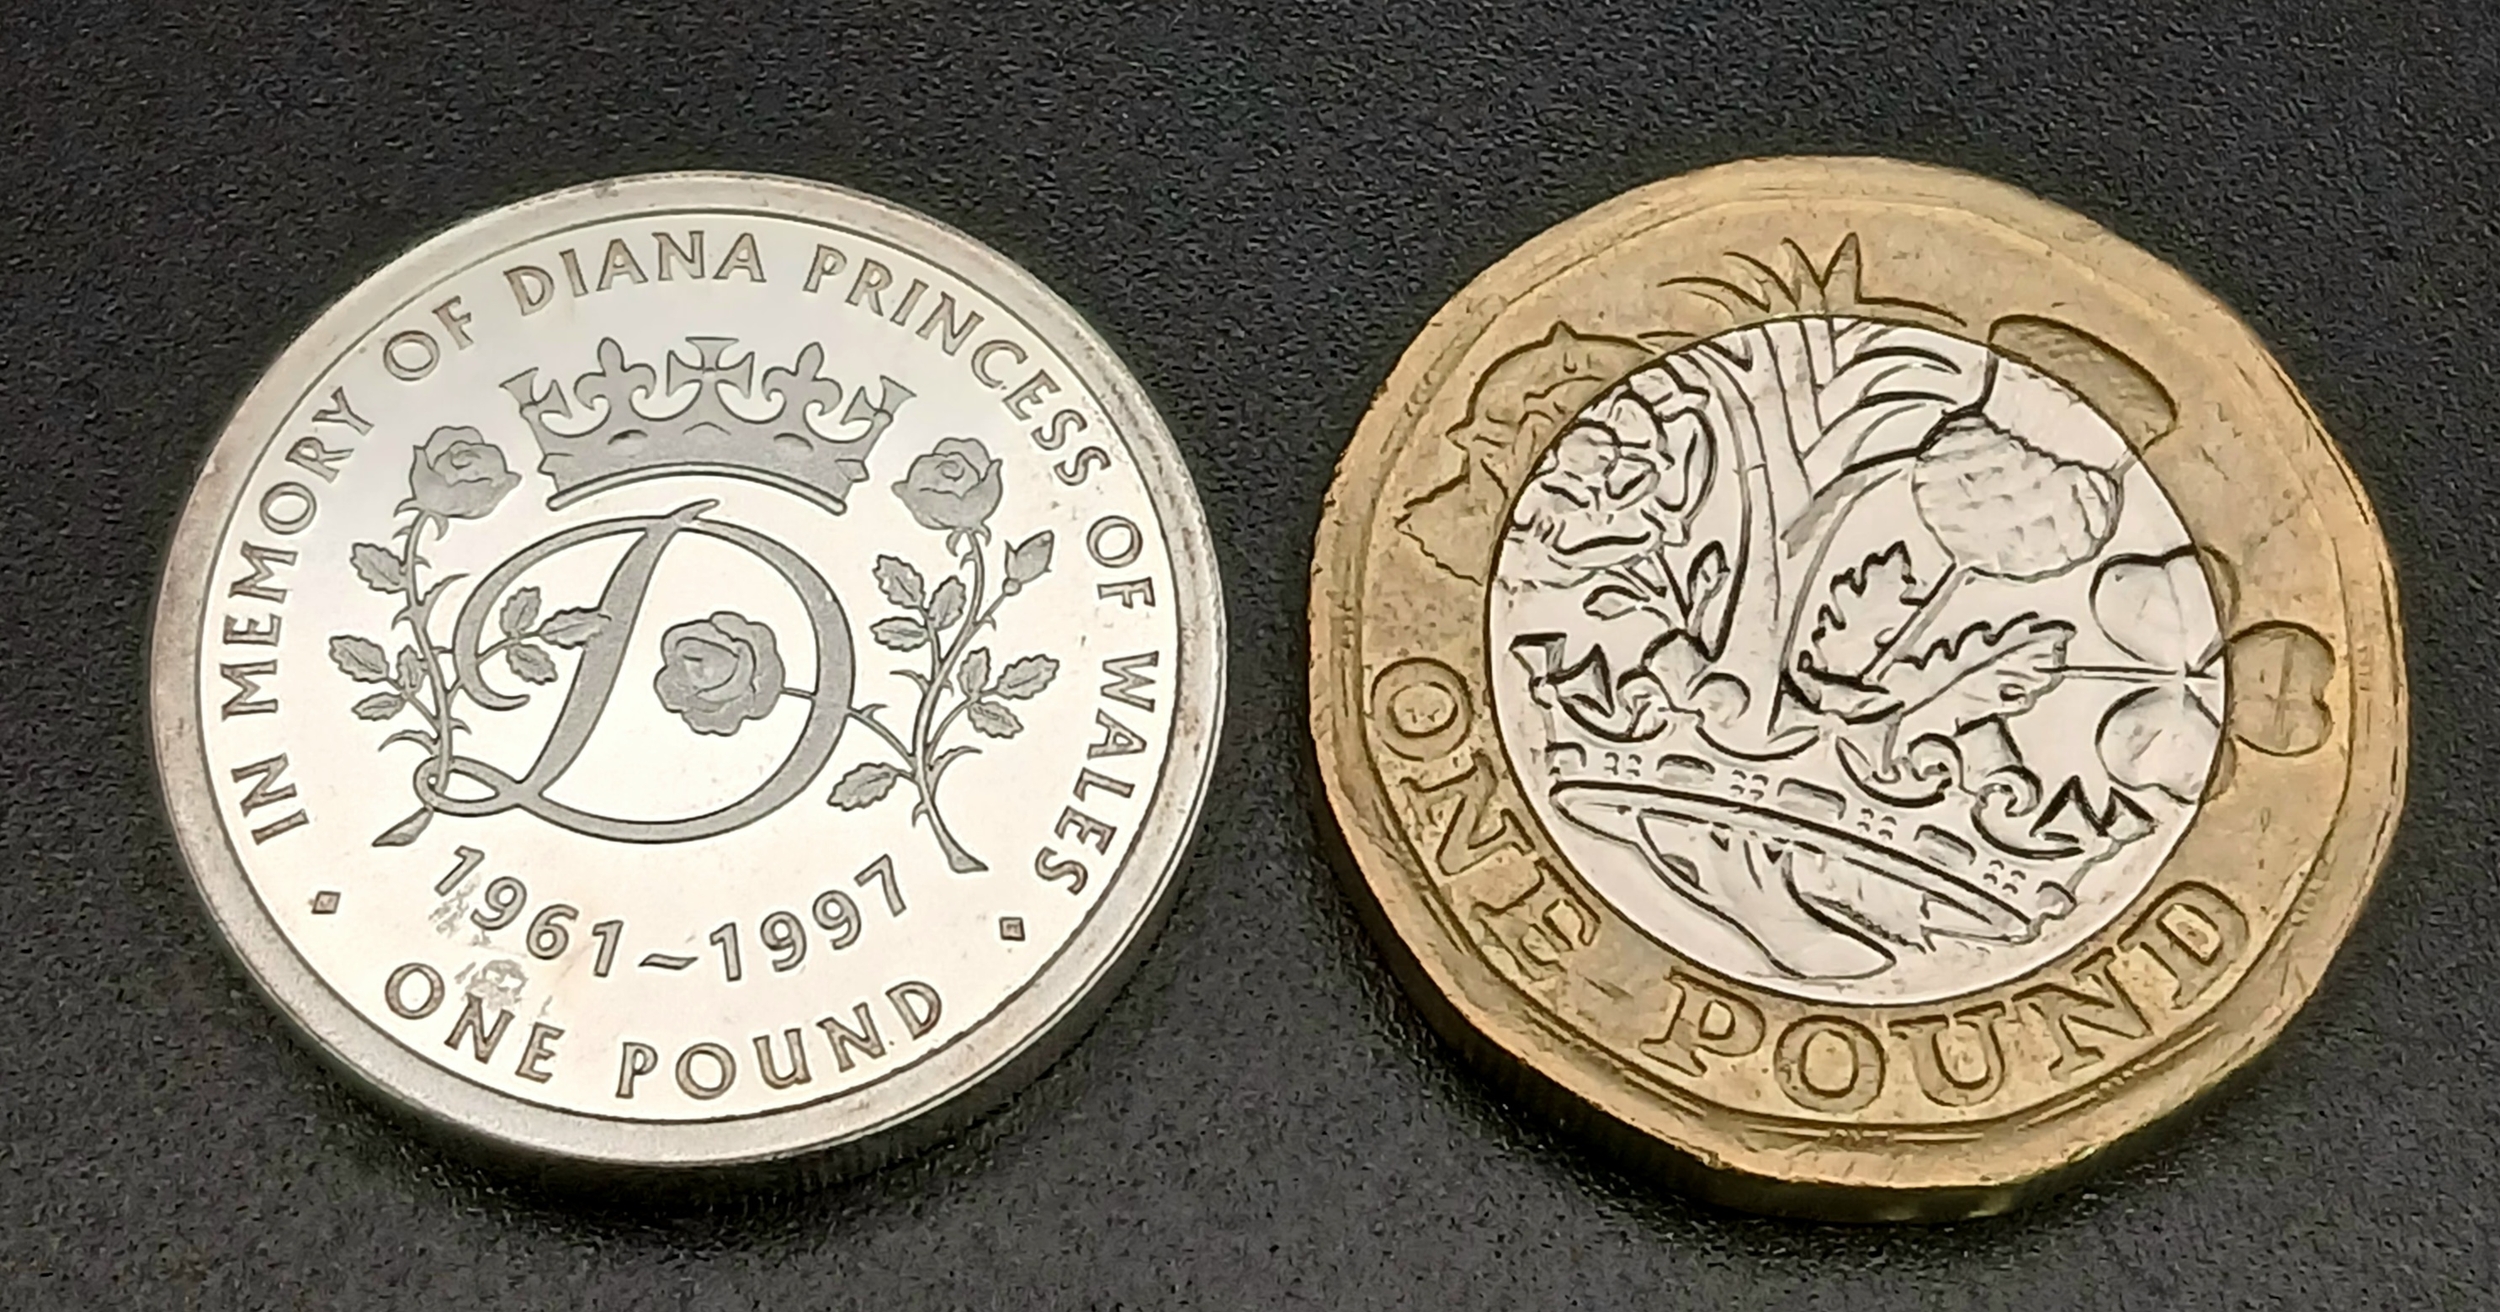 IN MEMORY OF DIANA PRINCESS OF WALES
D
1961~1997
ONE POUND
ONE POUND